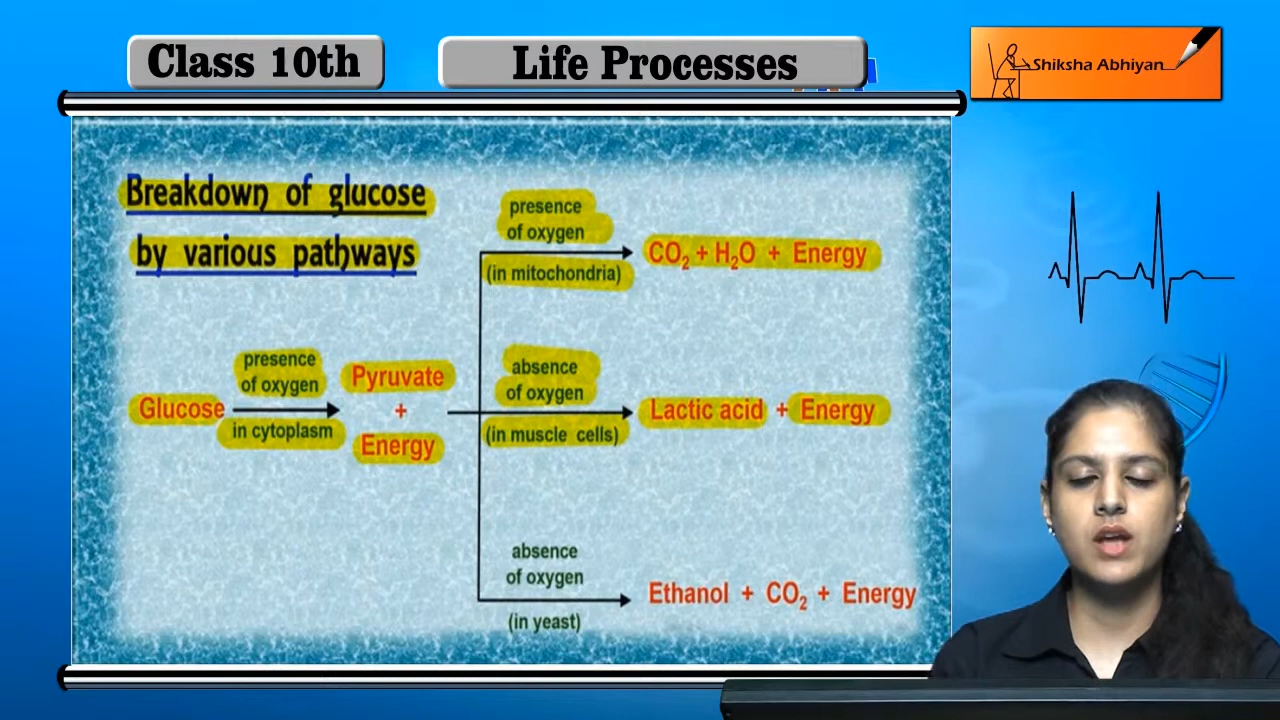 Class 10th
Life Processes
Shiksha Abhiyan
Breakdown of glucose
by various pathways
presence
of oxygen
(in mitochondria)
CO₂ + H₂O + Energy
Glucose
presence
of oxygen
in cytoplasm
Pyruvate
+
Energy
absence
of oxygen
(in muscle cells)
Lactic acid + Energy
absence
of oxygen
(in yeast)
Ethanol + CO₂ + Energy